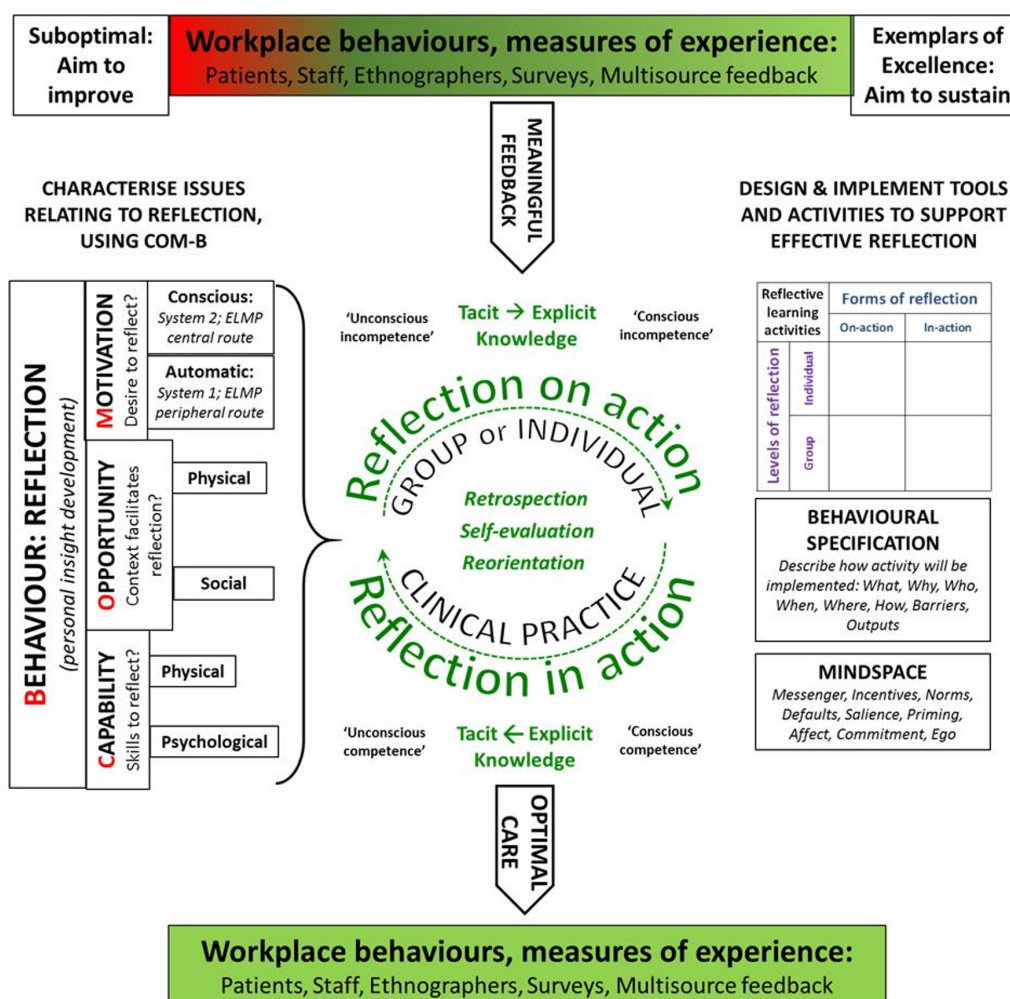 Suboptimal:
Aim to
improve
Workplace behaviours, measures of experience:
Patients, Staff, Ethnographers, Surveys, Multisource feedback
Exemplars of
Excellence:
Aim to sustain
MEANINGFUL
FEEDBACK
CHARACTERISE ISSUES
RELATING TO REFLECTION,
USING COM-B
BEHAVIOUR: REFLECTION
(personal insight development)
MOTIVATION
Desire to reflect?
Conscious:
System 2; ELMP
central route
Automatic:
System 1; ELMP
peripheral route
OPPORTUNITY
Context facilitates
reflection?
Physical
Social
CAPABILITY
Skills to reflect?
Physical
Psychological
'Unconscious
incompetence'
Tacit → Explicit
Knowledge
'Conscious
incompetence'
Reflection on action
GROUP or INDIVIDUAL
Retrospection
Self-evaluation
Reorientation
CLINICAL PRACTICE
Reflection in action
'Unconscious
competence'
Tacit ← Explicit
Knowledge
'Conscious
competence'
DESIGN & IMPLEMENT TOOLS
AND ACTIVITIES TO SUPPORT
EFFECTIVE REFLECTION
Reflective
learning
activities
Forms of reflection
On-action
In-action
Levels of reflection
Individual
Group
BEHAVIOURAL
SPECIFICATION
Describe how activity will be
implemented: What, Why, Who,
When, Where, How, Barriers,
Outputs
MINDSPACE
Messenger, Incentives, Norms,
Defaults, Salience, Priming,
Affect, Commitment, Ego
OPTIMAL
CARE
Workplace behaviours, measures of experience:
Patients, Staff, Ethnographers, Surveys, Multisource feedback